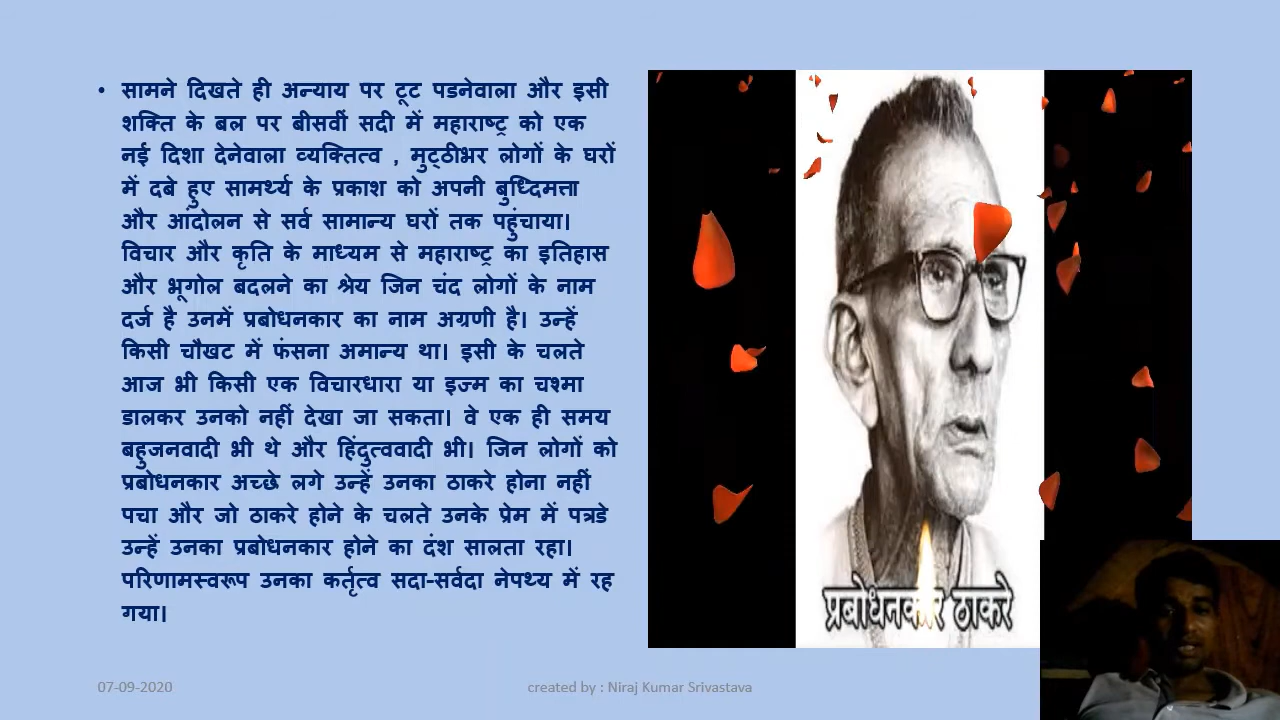 • सामने दिखते ही अन्याय पर टूट पडनेवाला और इसी
शक्ति के बल पर बीसवीं सदी में महाराष्ट्र को एक
नई दिशा देनेवाला व्यक्तित्व , मुट्ठीभर लोगों के घरों
में दबे हुए सामर्थ्य के प्रकाश को अपनी बुध्दिमत्ता
और आंदोलन से सर्व सामान्य घरों तक पहुंचाया।
विचार और कृति के माध्यम से महाराष्ट्र का इतिहास
और भूगोल बदलने का श्रेय जिन चंद लोगों के नाम
दर्ज है उनमें प्रबोधनकार का नाम अग्रणी है। उन्हें
किसी चौखट में फंसना अमान्य था। इसी के चलते
आज भी किसी एक विचारधारा या इज्म का चश्मा
डालकर उनको नहीं देखा जा सकता। वे एक ही समय
बहुजनवादी भी थे और हिंदुत्ववादी भी। जिन लोगों को
प्रबोधनकार अच्छे लगे उन्हें उनका ठाकरे होना नहीं
पचा और जो ठाकरे होने के चलते उनके प्रेम में पत्रडे
उन्हें उनका प्रबोधनकार होने का दंश सालता रहा।
परिणामस्वरूप उनका कर्तृत्व सदा-सर्वदा नेपथ्य में रह
गया।
प्रबोधनकार ठाकरे
07-09-2020
created by : Niraj Kumar Srivastava